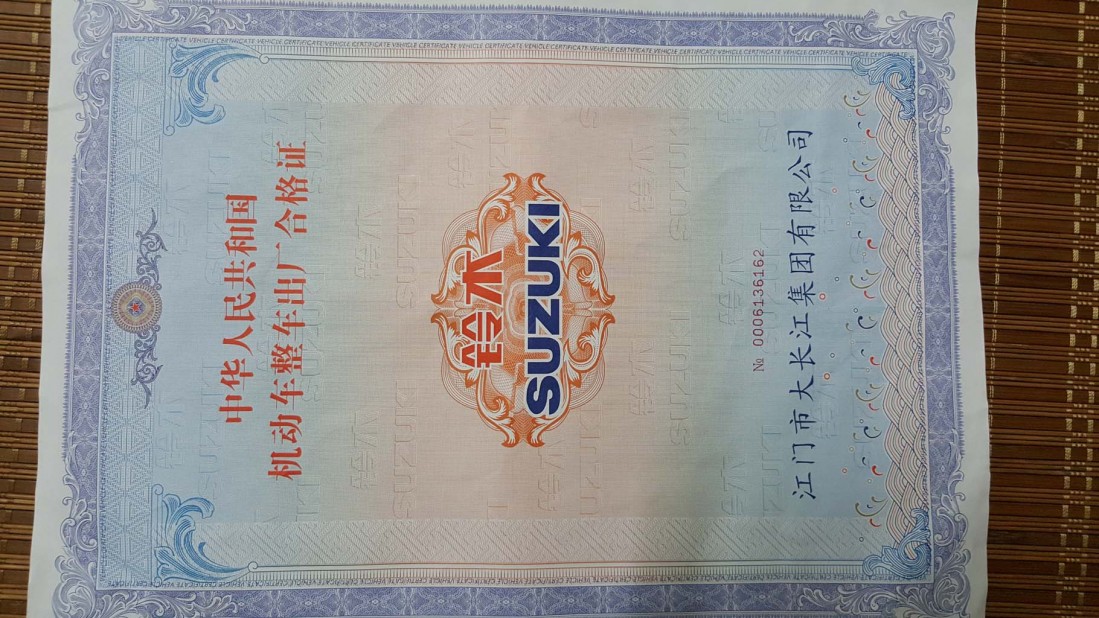 中华人民共和国
机动车整车出厂合格证
铃木
SUZUKI
№ 0006136162
江门市大长江集团有限公司